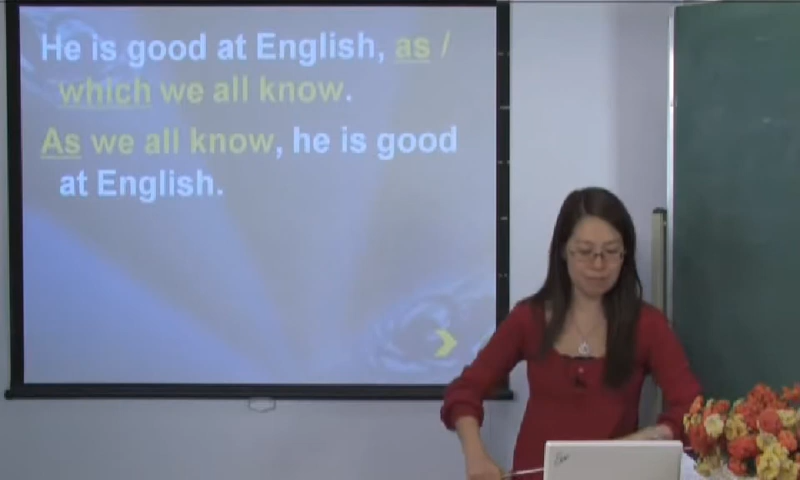 He is good at English, as /
which we all know.
As we all know, he is good
at English.